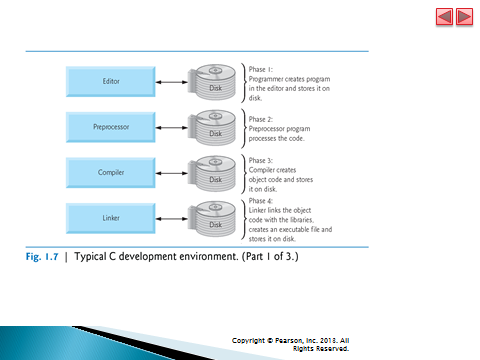 Editor
Disk
Phase 1:
Programmer creates program
in the editor and stores it on
disk.
Preprocessor
Disk
Phase 2:
Preprocessor program
processes the code.
Compiler
Disk
Phase 3:
Compiler creates
object code and stores
it on disk.
Linker
Disk
Phase 4:
Linker links the object
code with the libraries,
creates an executable file and
stores it on disk.
Fig. 1.7 | Typical C development environment. (Part 1 of 3.)
Copyright © Pearson, Inc. 2013. All
Rights Reserved.